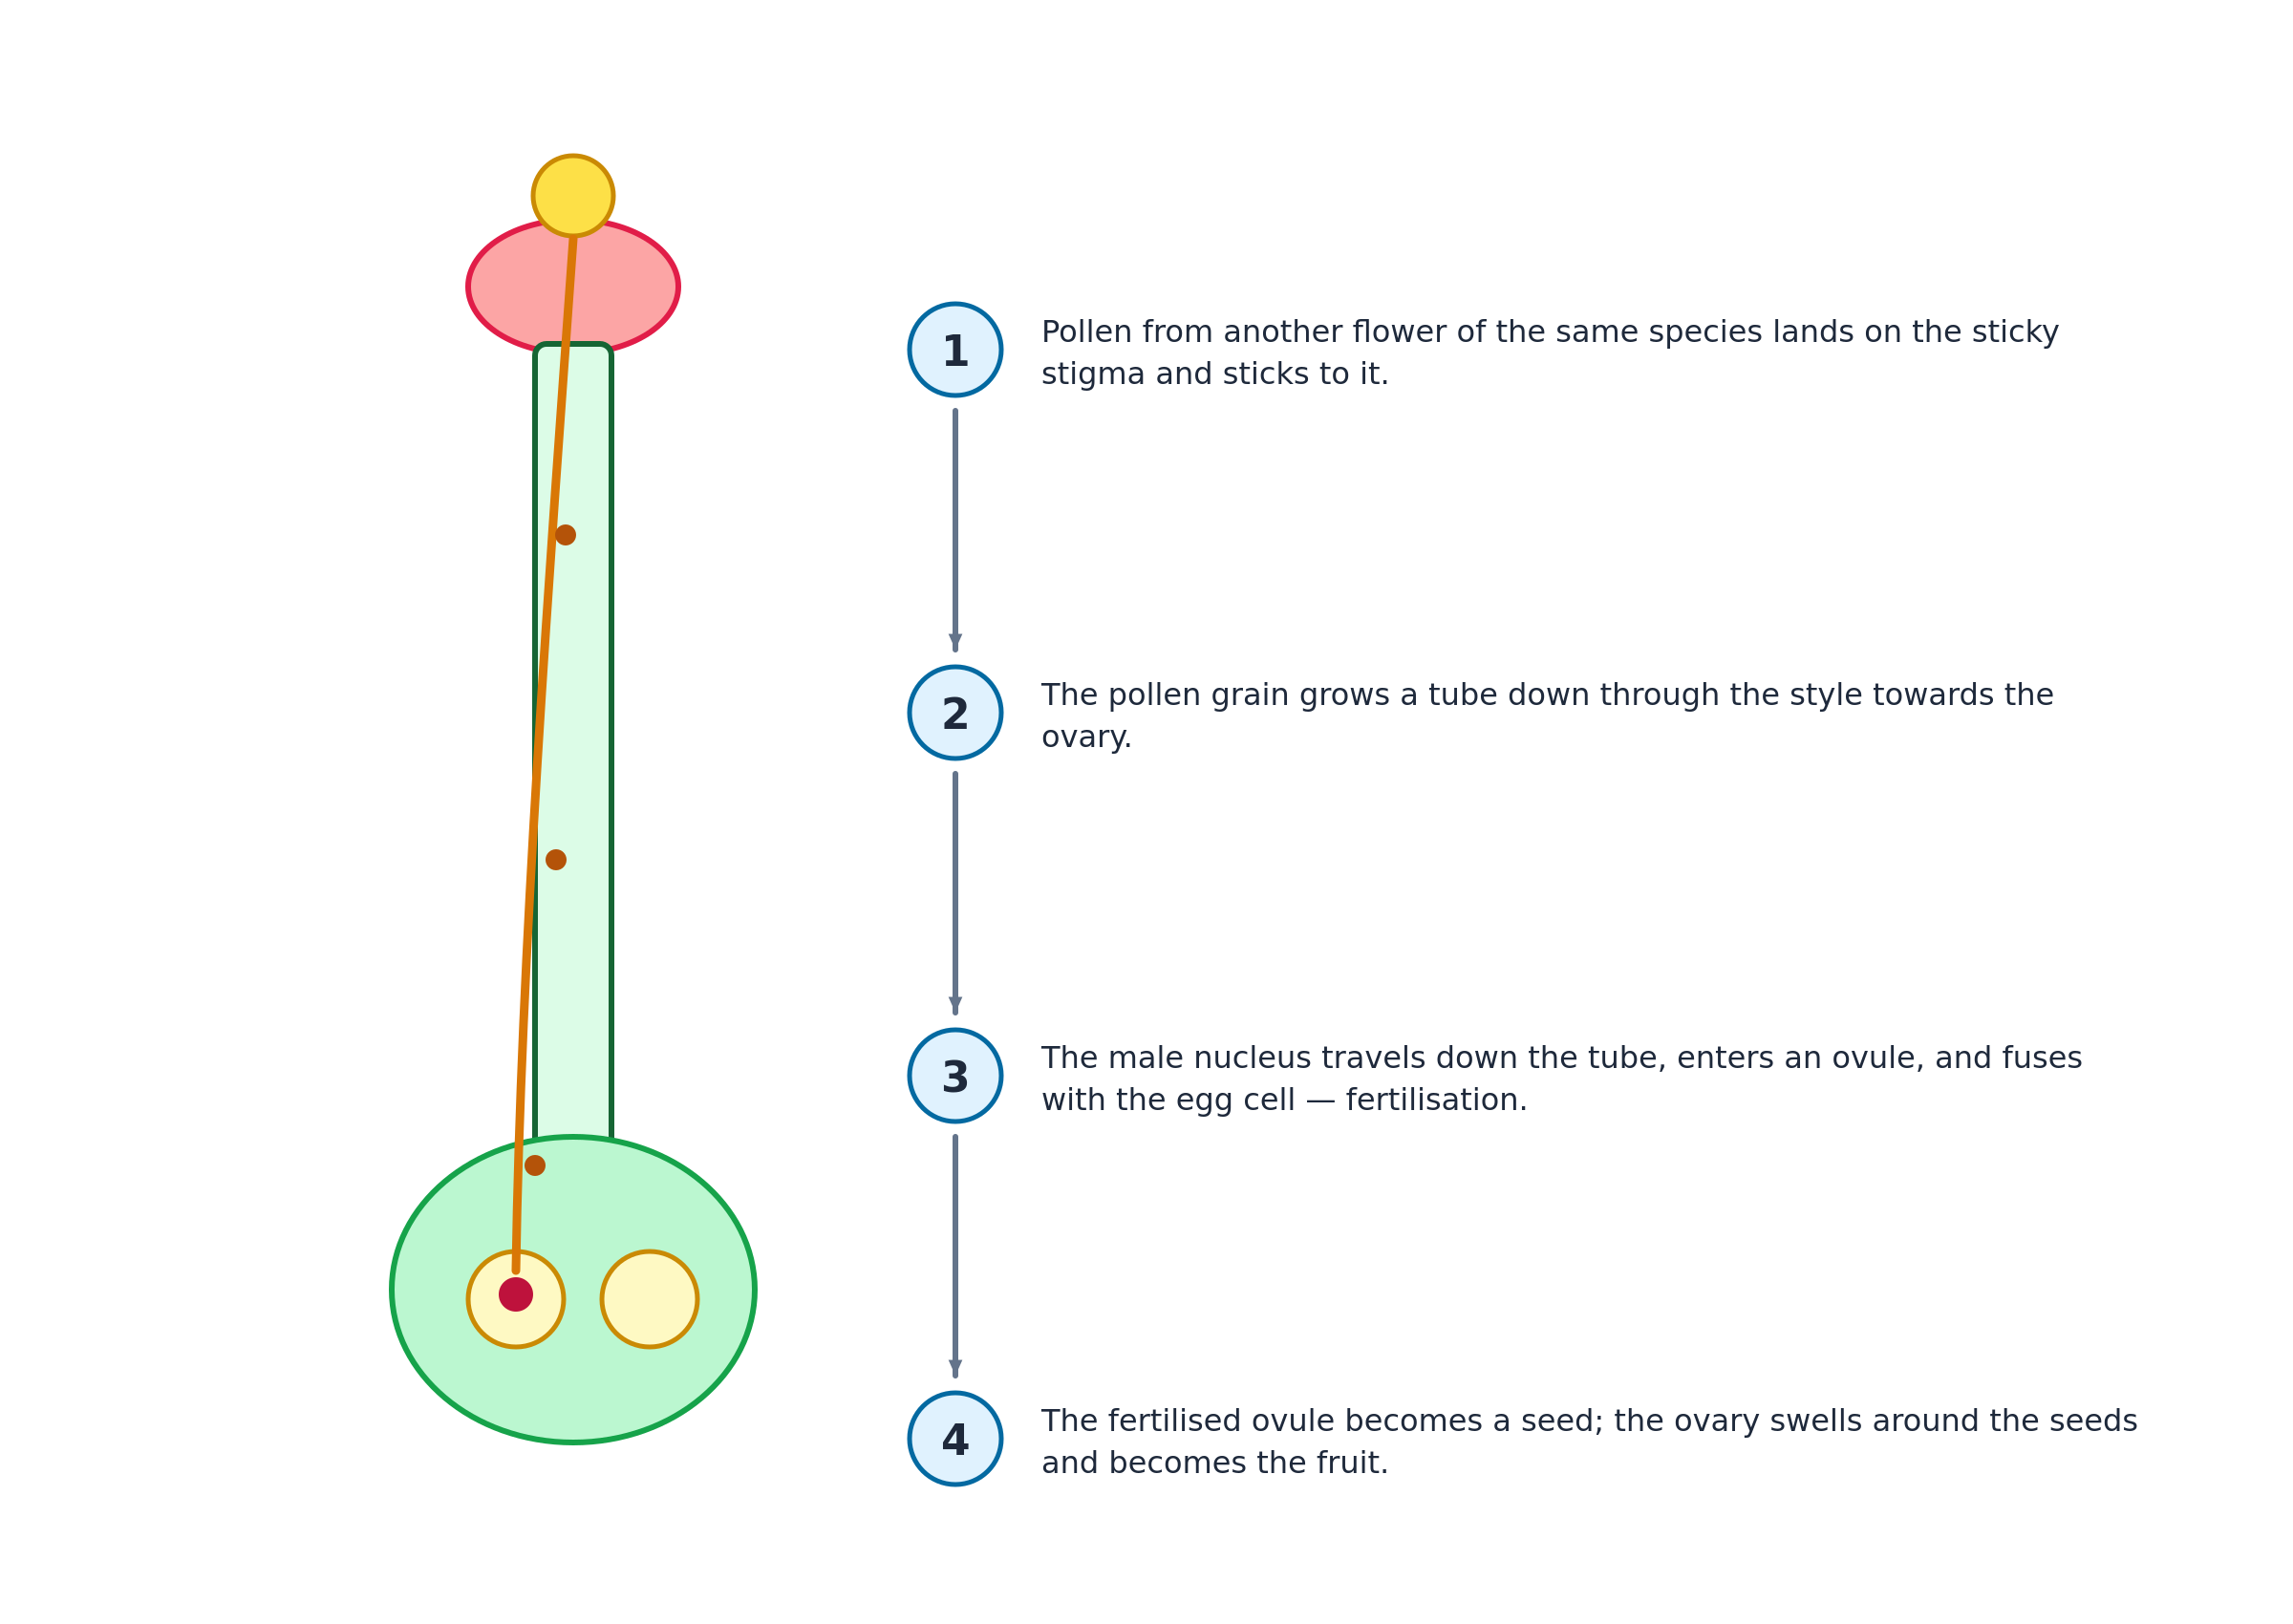 1
Pollen from another flower of the same species lands on the sticky
stigma and sticks to it.
2
The pollen grain grows a tube down through the style towards the
ovary.
3
The male nucleus travels down the tube, enters an ovule, and fuses
with the egg cell — fertilisation.
4
The fertilised ovule becomes a seed; the ovary swells around the seeds
and becomes the fruit.